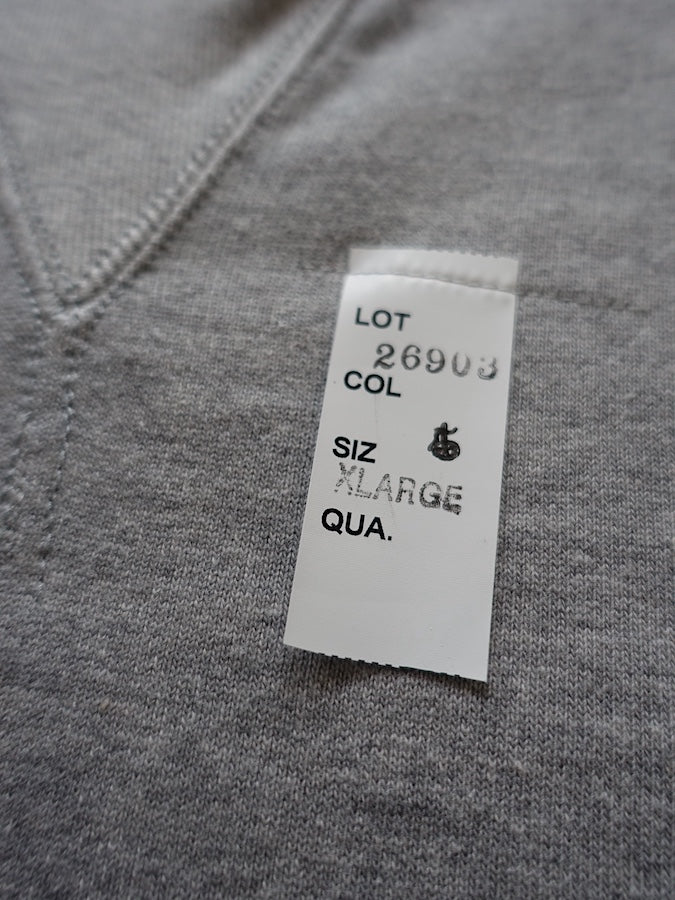 LOT
26903
COL
SIZ
XLARGE
QUA.